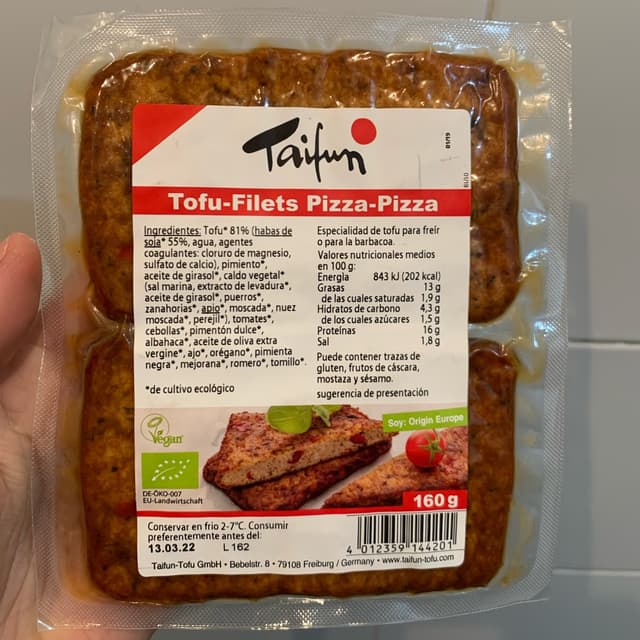 Taifun
01/19
Tofu-Filets Pizza-Pizza
Ingredientes: Tofu* 81% (habas de
soja* 55%, agua, agentes
coagulantes: cloruro de magnesio,
sulfato de calcio), pimiento*,
aceite de girasol*, caldo vegetal*
(sal marina, extracto de levadura*,
aceite de girasol*, puerros*,
zanahorias*, apio*, moscada*, nuez
moscada*, perejil*), tomates*,
cebollas*, pimentón dulce*,
albahaca*, aceite de oliva extra
vergine*, ajo*, orégano*, pimienta
negra*, mejorana*, romero*, tomillo*.
*de cultivo ecológico
Especialidad de tofu para freír
o para la barbacoa.
Valores nutricionales medios
en 100 g:
Energía 843 kJ (202 kcal)
Grasas 13 g
de las cuales saturadas 1,9 g
Hidratos de carbono 4,3 g
de los cuales azúcares 1,5 g
Proteínas 16 g
Sal 1,8 g
Puede contener trazas de
gluten, frutos de cáscara,
mostaza y sésamo.
sugerencia de presentación
Vegan
Soy: Origin Europe
DE-ÖKO-007
EU-Landwirtschaft
160 g
Conservar en frio 2-7°C. Consumir
preferentemente antes del:
13.03.22 L 162
4 012359 144201
Taifun-Tofu GmbH • Bebelstr. 8 • 79108 Freiburg / Germany • www.taifun-tofu.com